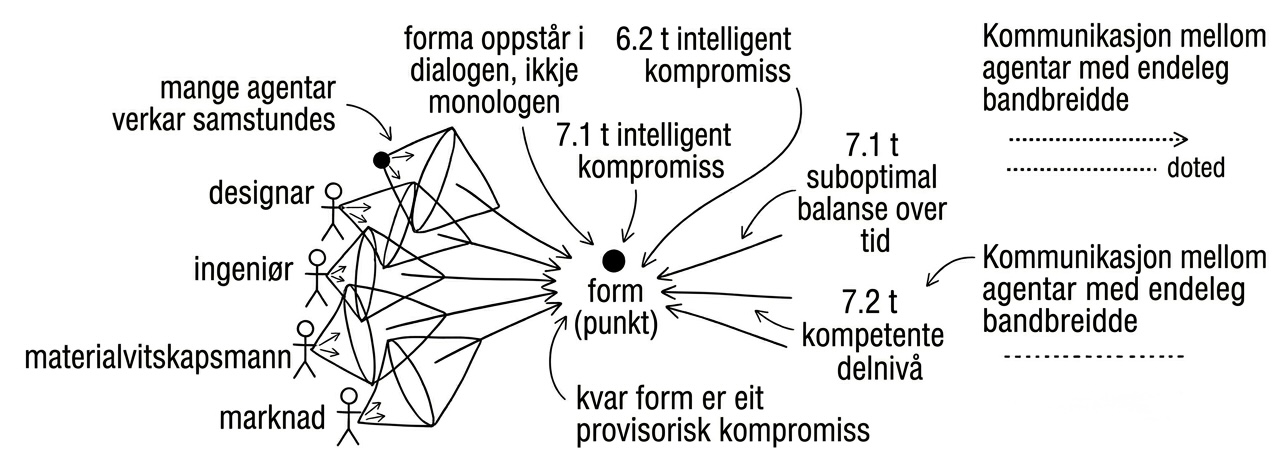 mange agentar
verkar samstundes
designar
ingeniør
materialvitskapsmann
marknad
forma oppstår i
dialogen, ikkje
monologen
6.2 t intelligent
kompromiss
7.1 t intelligent
kompromiss
form
(punkt)
kvar form er eit
provisorisk kompromiss
7.1 t
suboptimal
balanse over
tid
7.2 t
kompetente
delnivå
Kommunikasjon mellom
agentar med endeleg
bandbreidde
doted
Kommunikasjon mellom
agentar med endeleg
bandbreidde